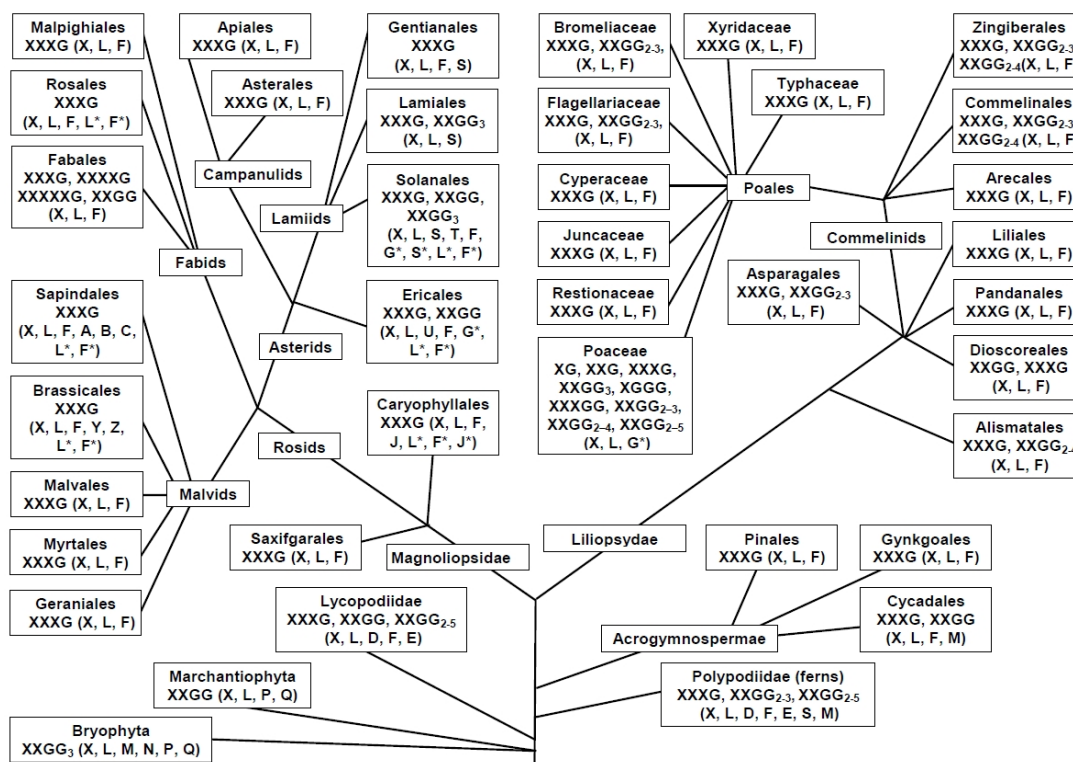 Malpighiales
XXXG (X, L, F)
Rosales
XXXG
(X, L, F, L*, F*)
Fabales
XXXG, XXXXG
XXXXXG, XXGG
(X, L, F)
Fabids
Apiales
XXXG (X, L, F)
Asterales
XXXG (X, L, F)
Campanulids
Gentianales
XXXG
(X, L, F, S)
Lamiales
XXXG, XXGG₃
(X, L, S)
Lamiids
Solanales
XXXG, XXGG,
XXGG₃
(X, L, S, T, F,
G*, S*, L*, F*)
Ericales
XXXG, XXGG
(X, L, U, F, G*,
L*, F*)
Asterids
Sapindales
XXXG
(X, L, F, A, B, C,
L*, F*)
Brassicales
XXXG
(X, L, F, Y, Z,
L*, F*)
Malvales
XXXG (X, L, F)
Malvids
Myrtales
XXXG (X, L, F)
Geraniales
XXXG (X, L, F)
Rosids
Caryophyllales
XXXG (X, L, F,
J, L*, F*, J*)
Saxifgarales
XXXG (X, L, F)
Magnoliopsidae
Bromeliaceae
XXXG, XXGG₂₋₃,
(X, L, F)
Xyridaceae
XXXG (X, L, F)
Typhaceae
XXXG (X, L, F)
Flagellariaceae
XXXG, XXGG₂₋₃,
(X, L, F)
Cyperaceae
XXXG (X, L, F)
Poales
Juncaceae
XXXG (X, L, F)
Restionaceae
XXXG (X, L, F)
Poaceae
XG, XXG, XXXG,
XXGG₃, XGGG,
XXXGG, XXGG₂₋₃,
XXGG₂₋₄, XXGG₂₋₅
(X, L, G*)
Zingiberales
XXXG, XXGG₂₋₃
XXGG₂₋₄(X, L, F
Commelinales
XXXG, XXGG₂₋₃
XXGG₂₋₄ (X, L, F
Arecales
XXXG (X, L, F)
Commelinids
Liliales
XXXG (X, L, F)
Asparagales
XXXG, XXGG₂₋₃
(X, L, F)
Pandanales
XXXG (X, L, F)
Dioscoreales
XXGG, XXXG
(X, L, F)
Alismatales
XXXG, XXGG₂₋₄
(X, L, F)
Liliopsydae
Pinales
XXXG (X, L, F)
Gynkgoales
XXXG (X, L, F)
Cycadales
XXXG, XXGG
(X, L, F, M)
Acrogymnospermae
Lycopodiidae
XXXG, XXGG, XXGG₂₋₅
(X, L, D, F, E)
Polypodiidae (ferns)
XXXG, XXGG₂₋₃, XXGG₂₋₅
(X, L, D, F, E, S, M)
Marchantiophyta
XXGG (X, L, P, Q)
Bryophyta
XXGG₃ (X, L, M, N, P, Q)